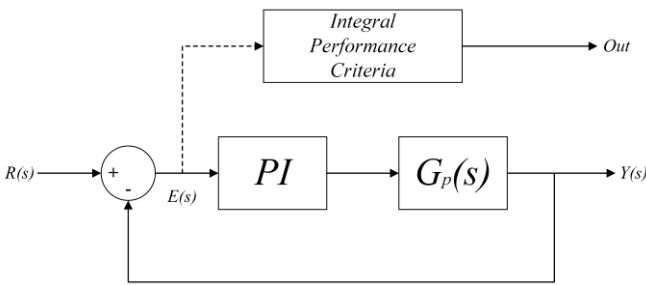 Integral
Performance
Criteria
Out
R(s)
+
-
E(s)
PI
Gp(s)
Y(s)